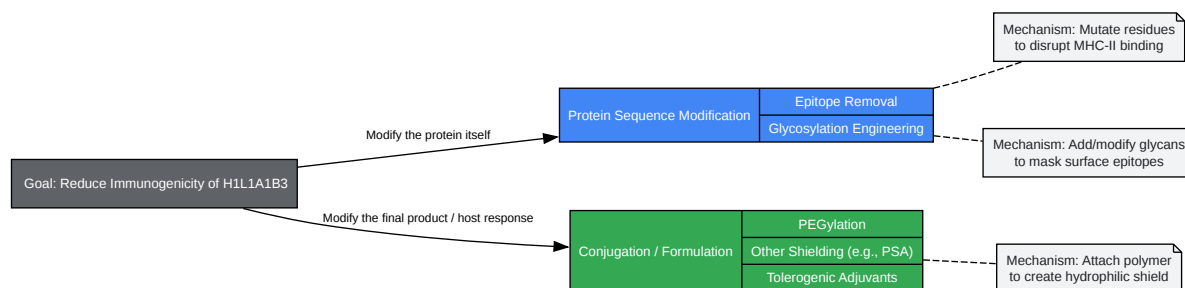 Mechanism: Mutate residues
to disrupt MHC-II binding
Epitope Removal
Protein Sequence Modification
Glycosylation Engineering
Modify the protein itself
Mechanism: Add/modify glycans
to mask surface epitopes
Goal: Reduce Immunogenicity of H1L1A1B3
Modify the final product / host response
PEGylation
Conjugation / Formulation
Other Shielding (e.g., PSA)
Tolerogenic Adjuvants
Mechanism: Attach polymer
to create hydrophilic shield